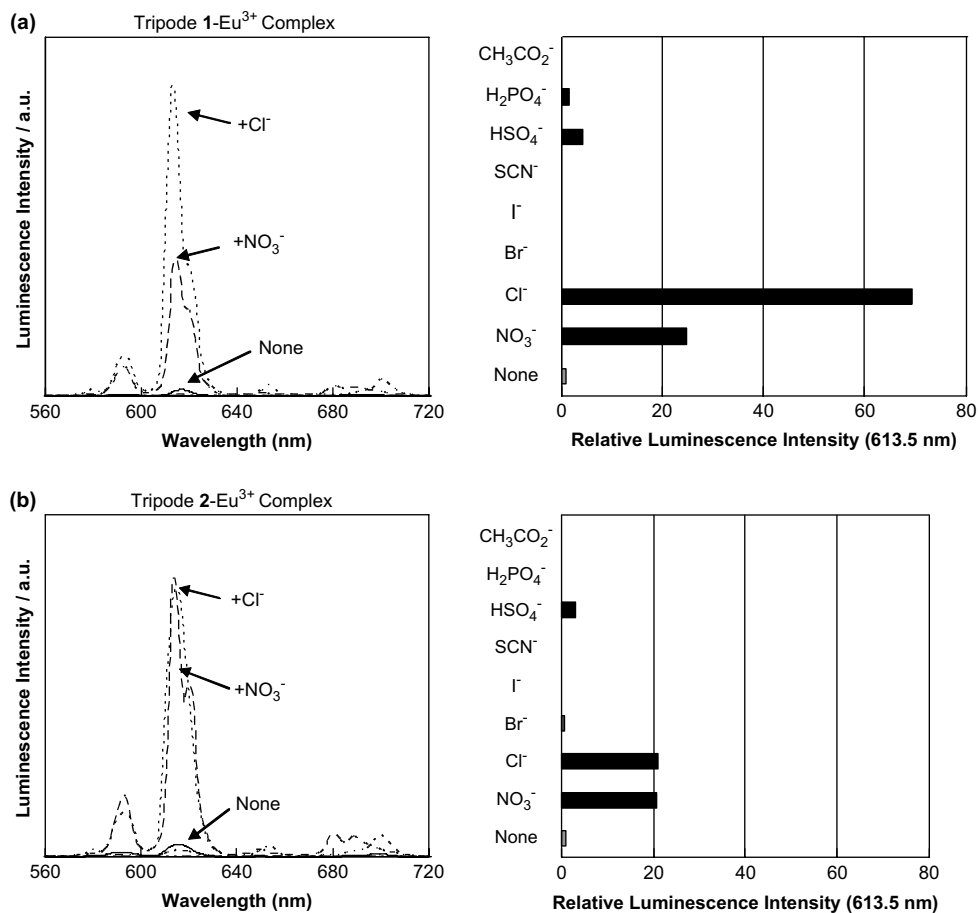 (a)
Tripode 1-Eu³⁺ Complex
Luminescence Intensity / a.u.
+Cl⁻
+NO₃⁻
None
560 600 640 680 720
Wavelength (nm)
CH₃CO₂⁻
H₂PO₄⁻
HSO₄⁻
SCN⁻
I⁻
Br⁻
Cl⁻
NO₃⁻
None
0 20 40 60 80
Relative Luminescence Intensity (613.5 nm)
(b)
Tripode 2-Eu³⁺ Complex
Luminescence Intensity / a.u.
+Cl⁻
+NO₃⁻
None
560 600 640 680 720
Wavelength (nm)
CH₃CO₂⁻
H₂PO₄⁻
HSO₄⁻
SCN⁻
I⁻
Br⁻
Cl⁻
NO₃⁻
None
0 20 40 60 80
Relative Luminescence Intensity (613.5 nm)